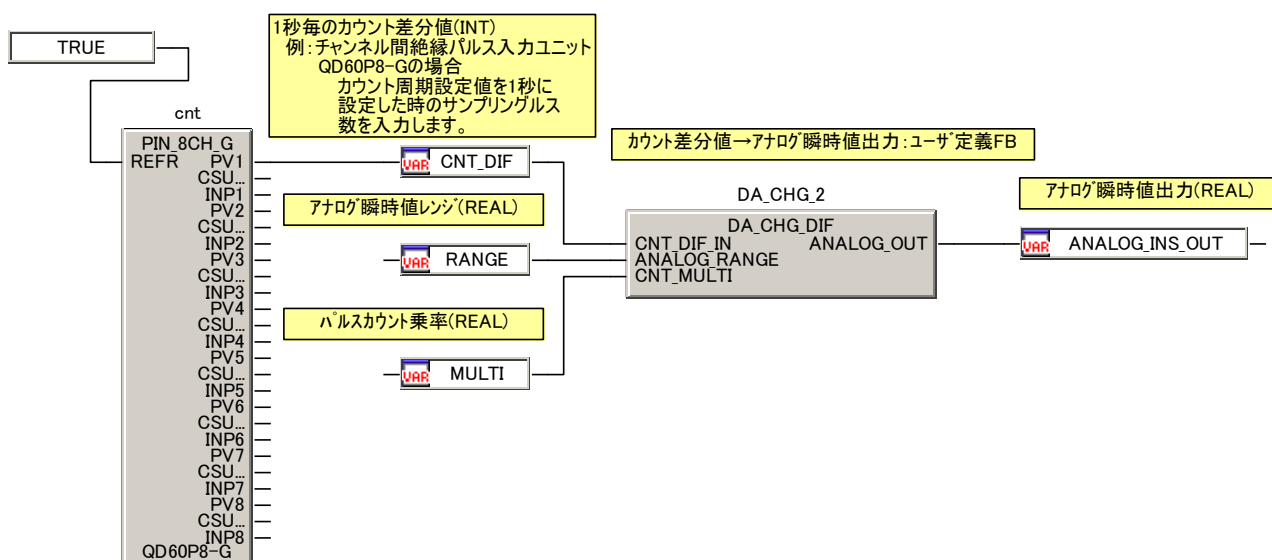 TRUE
1秒毎のカウント差分値(INT)
例:チャンネル間絶縁パルス入力ユニット
QD60P8-Gの場合
カウント周期設定値を1秒に
設定した時のサンプリングルス
数を入力します。
cnt
PIN_8CH_G
REFR PV1
CSU...
INP1
PV2
CSU...
INP2
PV3
CSU...
INP3
PV4
CSU...
INP4
PV5
CSU...
INP5
PV6
CSU...
INP6
PV7
CSU...
INP7
PV8
CSU...
INP8
QD60P8-G
VAR CNT_DIF
アナログ瞬時値レンジ(REAL)
VAR RANGE
パルスカウント乗率(REAL)
VAR MULTI
カウント差分値→アナログ瞬時値出力:ユーザ定義FB
DA_CHG_2
DA_CHG_DIF
CNT_DIF_IN ANALOG_OUT
ANALOG_RANGE
CNT_MULTI
アナログ瞬時値出力(REAL)
VAR ANALOG_INS_OUT